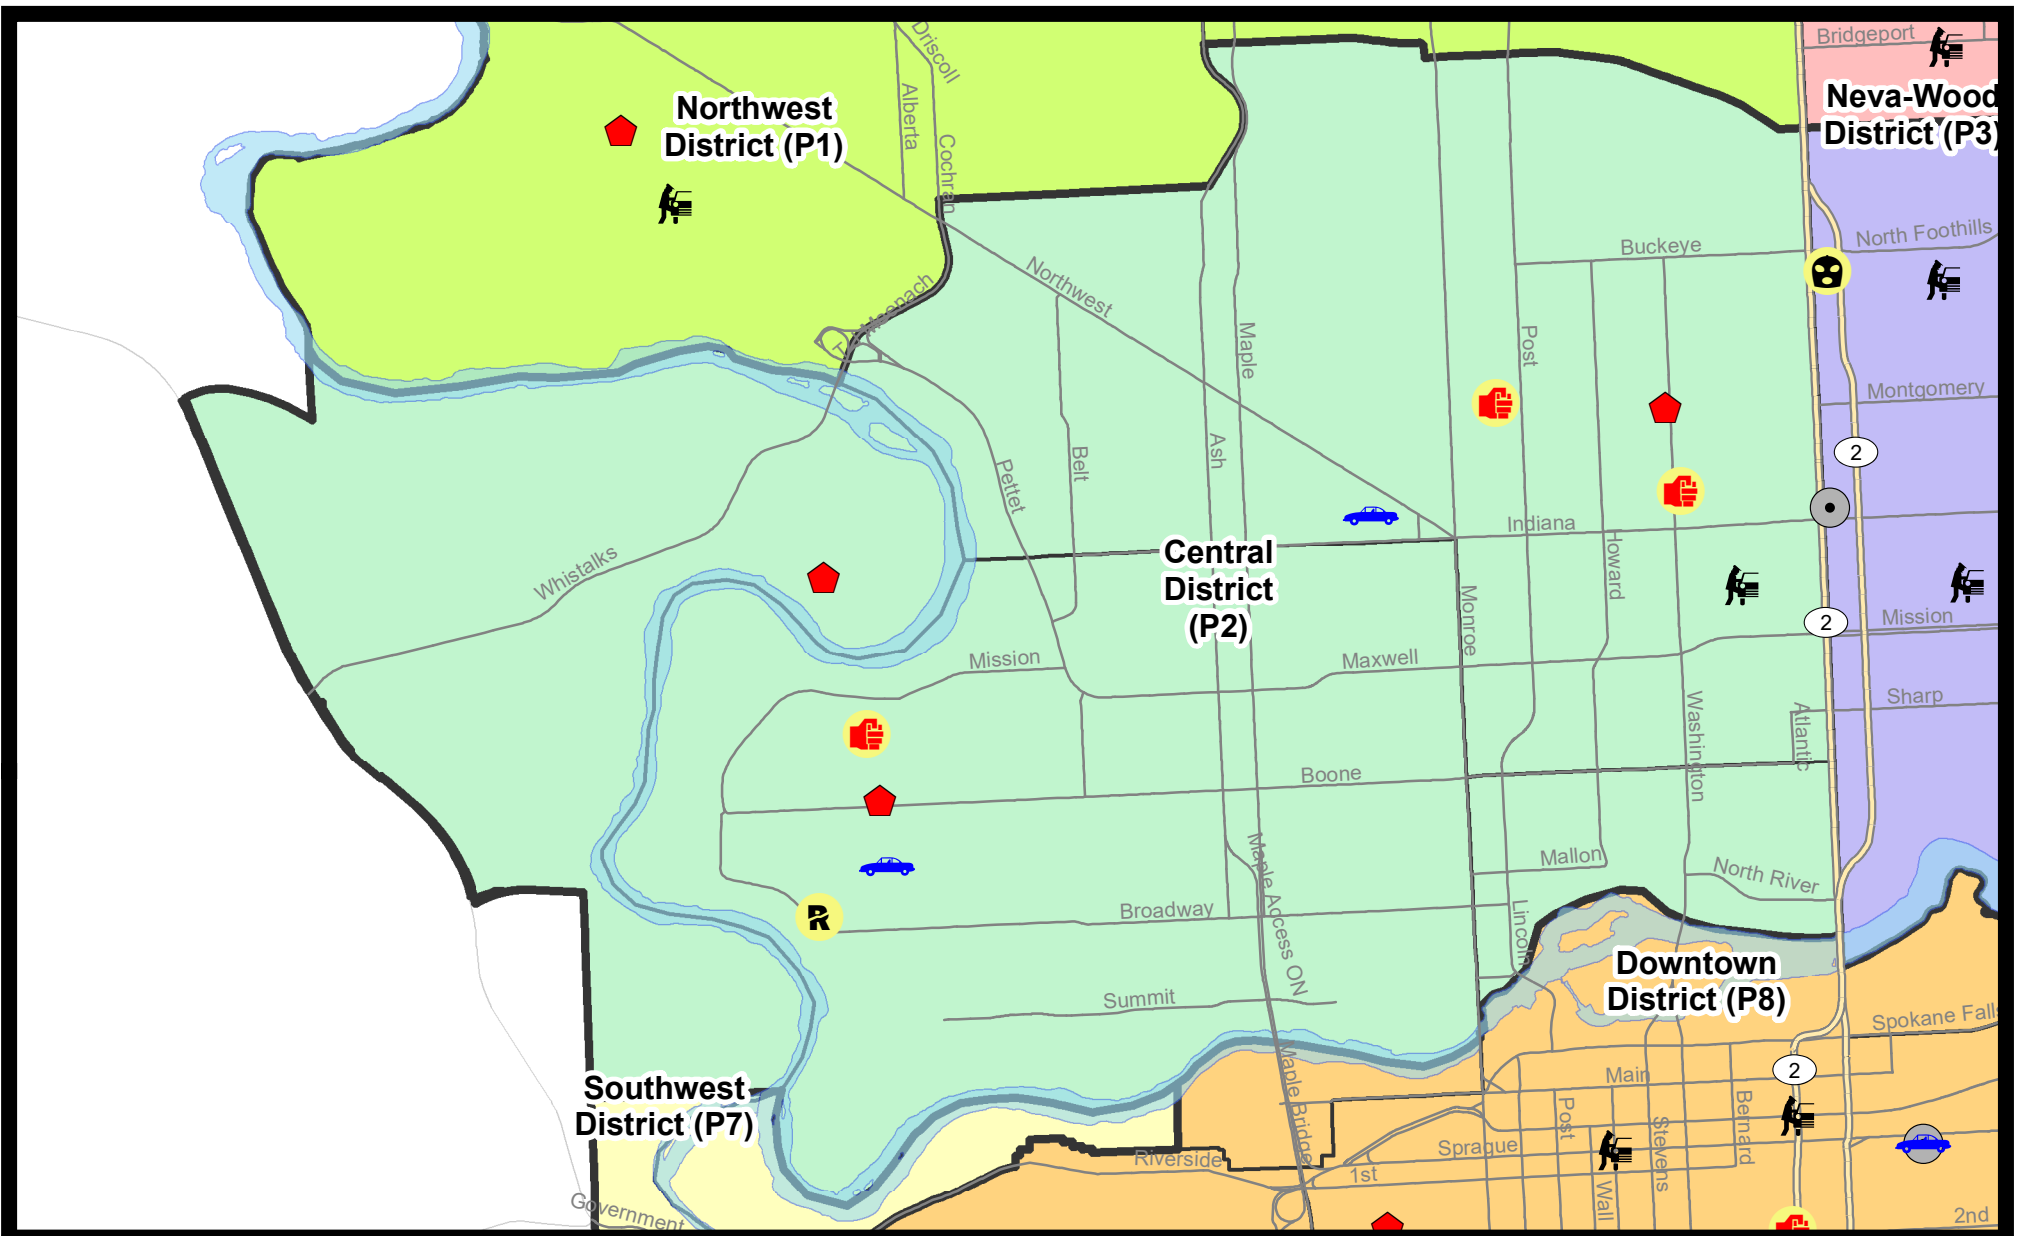 Bridgeport
Driscoll
Neva-Wood
District (P3)
Northwest
District (P1)
Alberta
Cochran
North Foothills
Buckeye
Northwest
Maple
Post
Montgomery
Ash
Belt
Pettet
2
Indiana
Howard
Whistalks
Central
District
(P2)
Monroe
Mission
2
Mission
Maxwell
Sharp
Washington
Atlantic
Boone
Mallon
North River
Maple Access ON
R
Broadway
Lincoln
Downtown
District (P8)
Summit
Spokane Falls
Maple Bridge
Main
2
Southwest
District (P7)
Post
Stevens
Bernard
Sprague
Riverside
1st
Wall
Government
2nd